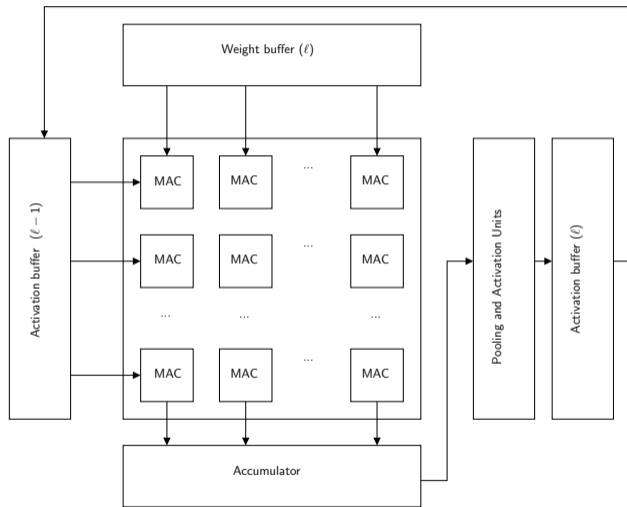 Weight buffer (ℓ)
Activation buffer (ℓ − 1)
MAC MAC ... MAC
MAC MAC ... MAC
... ... ...
MAC MAC ... MAC
Accumulator
Pooling and Activation Units
Activation buffer (ℓ)